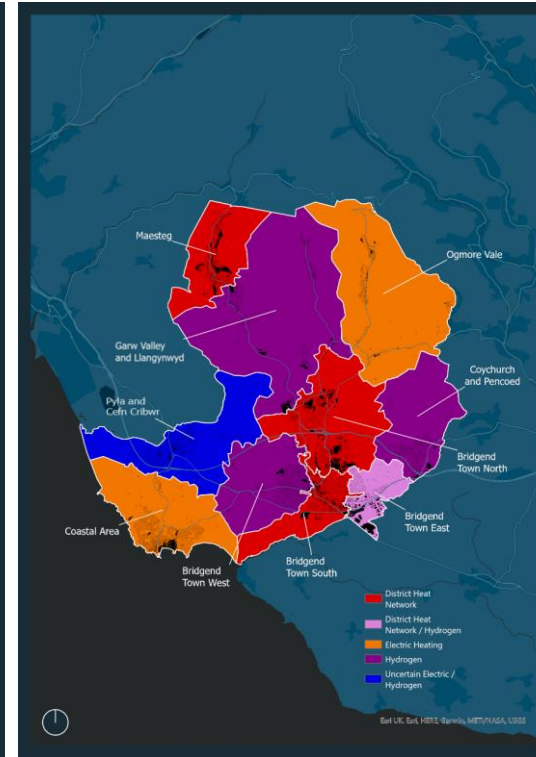 Maesteg
Ogmore Vale
Garw Valley
and Llangynwyd
Coychurch
and Pencoed
Pyla and
Cefn Cribwr
Bridgend
Town North
Bridgend
Town East
Coastal Area
Bridgend
Town South
Bridgend
Town West
District Heat
Network
District Heat
Network / Hydrogen
Electric Heating
Hydrogen
Uncertain Electric /
Hydrogen
Esri UK, Esri, HERE, Garmin, METI/NASA, USGS